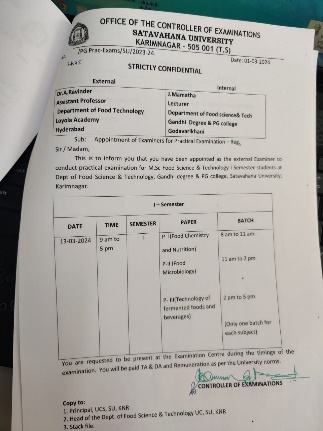 OFFICE OF THE CONTROLLER OF EXAMINATIONS
SATAVAHANA UNIVERSITY
KARIMNAGAR - 505 001 (T.S)
/PG Prac-Exams/SU/2023-24
Date: 01-03-2024
STRICTLY CONFIDENTIAL
External
Internal
Dr.A.Ravinder
Assistant Professor
Department of Food Technology
Loyola Academy
Hyderabad
J.Mamatha
Lecturer
Department of Food science& Tech
Gandhi Degree & PG college
Godavarikhani
Sub: Appointment of Examiners for Practical Examination - Reg,
Sir / Madam,
This is to inform you that you have been appointed as the external Examiner to
conduct practical examination for M.Sc Food Science & Technology I Semester students at
Dept of Food Science & Technology, Gandhi degree & PG college, Satavahana University,
Karimnagar.
I – Semester
DATE TIME SEMESTER PAPER BATCH
13-03-2024 9 am to I P- I(Food Chemistry 8 am to 11 am
5 pm and Nutrition)
P-II(Food 11 am to 2 pm
Microbiology)
P- III(Technology of 2 pm to 5 pm
fermented foods and
beverages)
(Only one batch for
each subject)
You are requested to be present at the Examination Centre during the timings of the
examination. You will be paid TA & DA and Remuneration as per the University norms.
CONTROLLER OF EXAMINATIONS
Copy to:
1. Principal, UCS, SU, KNR
2. Head of the Dept. of Food Science & Technology UC, SU, KNR
3. Stock file.